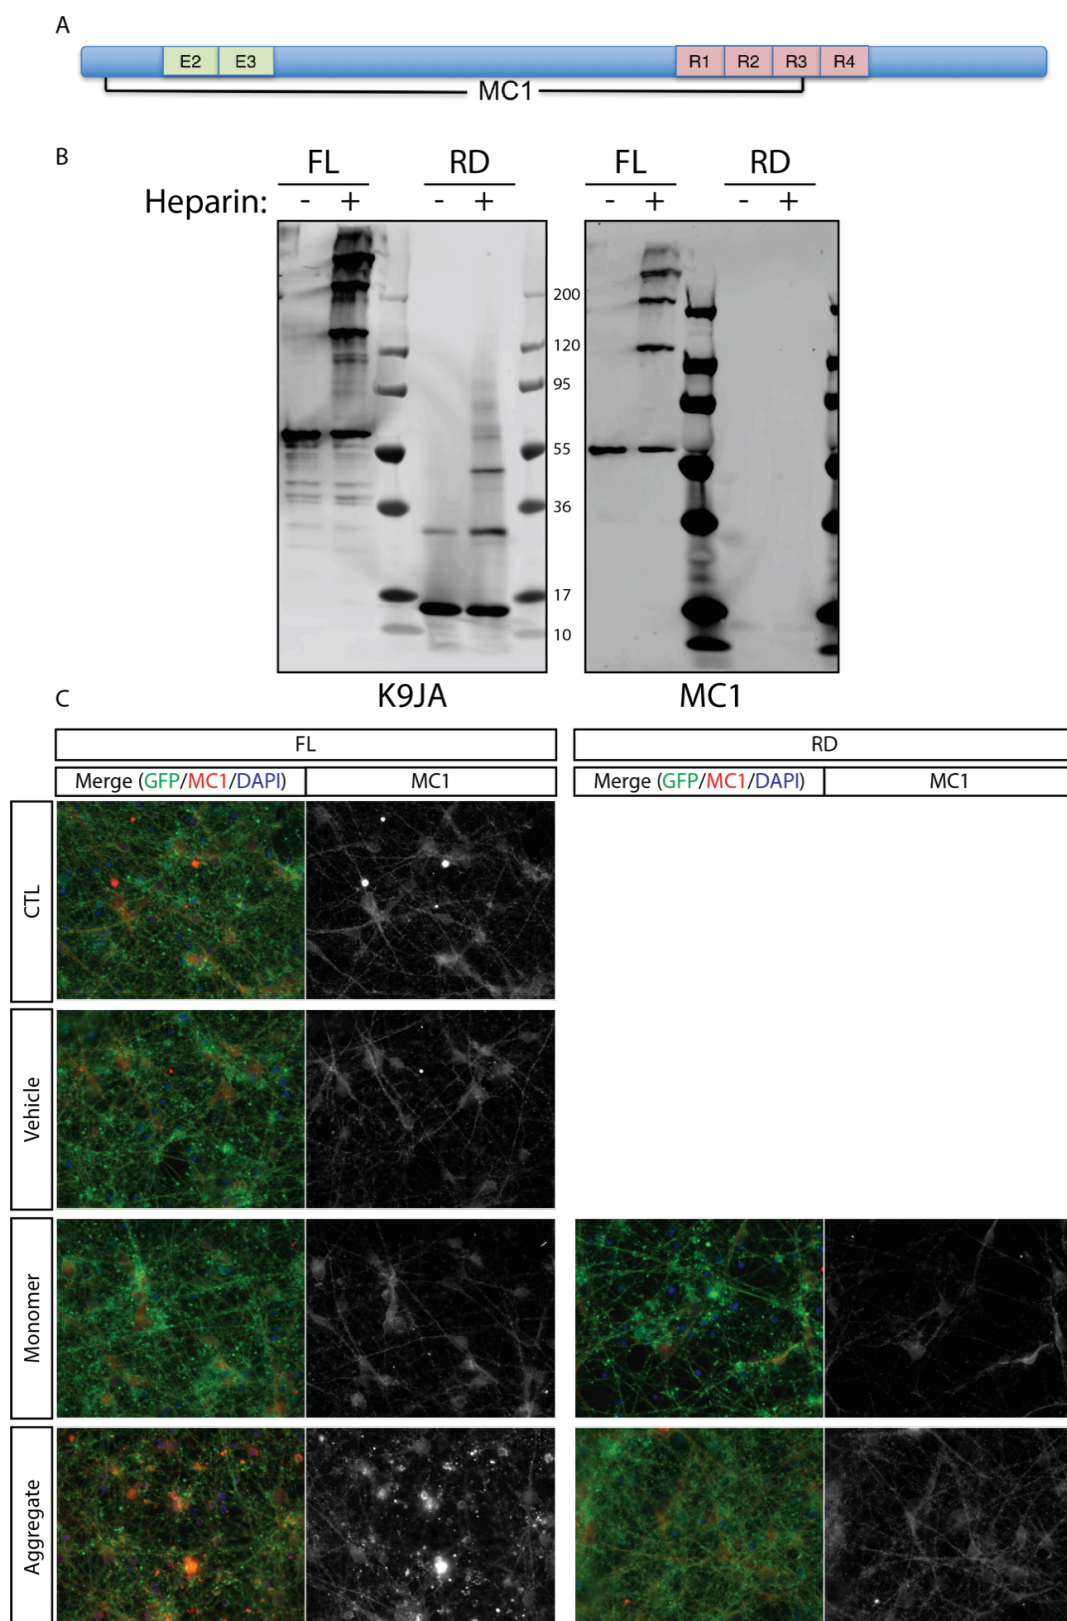 A
E2 E3 R1 R2 R3 R4
MC1
B
FL RD FL RD
Heparin: - + - + - + - +
200
120
95
55
36
17
10
K9JA MC1
C
FL RD
Merge (GFP/MC1/DAPI) MC1 Merge (GFP/MC1/DAPI) MC1
CTL
Vehicle
Monomer
Aggregate